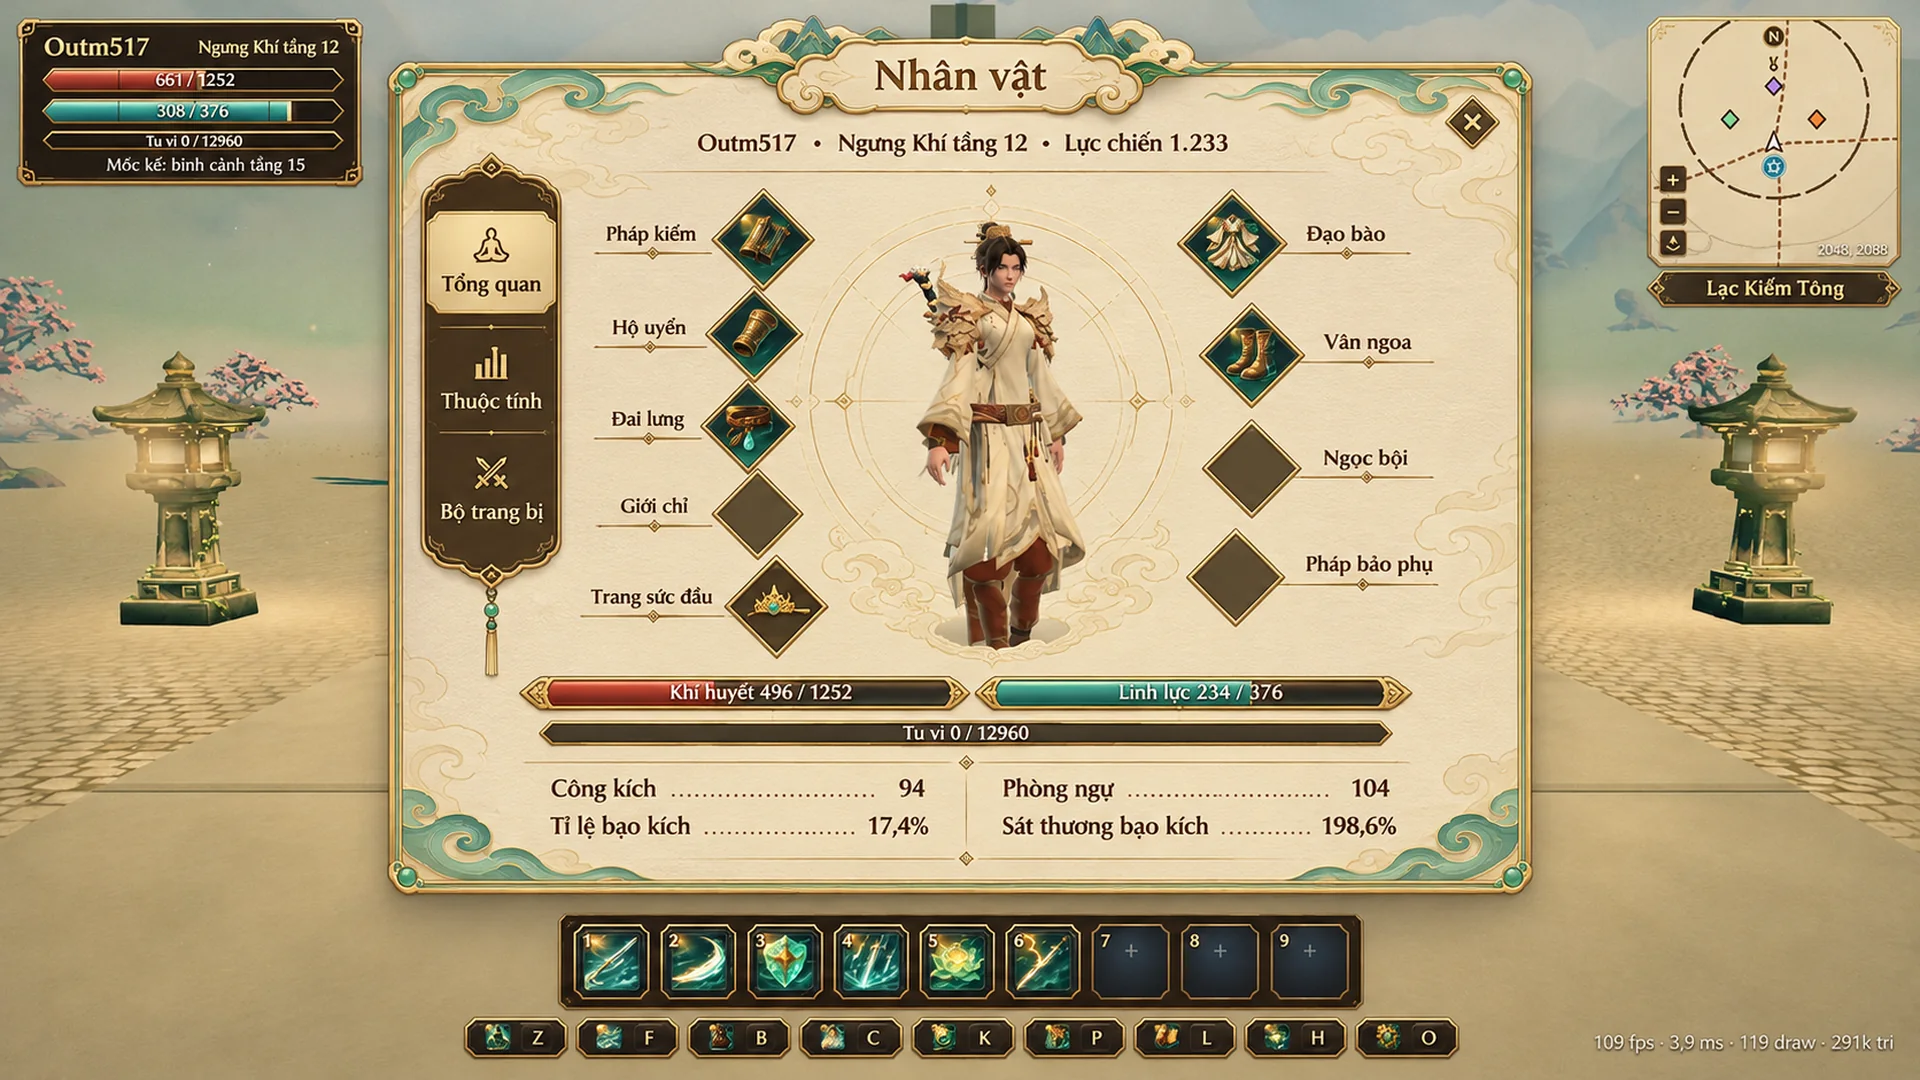 Outm517 Ngưng Khí tầng 12
661 / 1252
308 / 376
Tu vi 0 / 12960
Mốc kế: bình cảnh tầng 15
Nhân vật
Outm517 • Ngưng Khí tầng 12 • Lực chiến 1.233
Tổng quan
Thuộc tính
Bộ trang bị
Pháp kiếm
Hộ uyển
Đai lưng
Giới chỉ
Trang sức đầu
Đạo bào
Vân ngoa
Ngọc bội
Pháp bảo phụ
Khí huyết 496 / 1252
Linh lực 234 / 376
Tu vi 0 / 12960
Công kích 94
Phòng ngự 104
Tỉ lệ bạo kích 17,4%
Sát thương bạo kích 198,6%
N
2048, 2088
Lạc Kiếm Tông
1 2 3 4 5 6 7 8 9
Z F B C K P L H O
109 fps · 3,9 ms · 119 draw · 291k tri